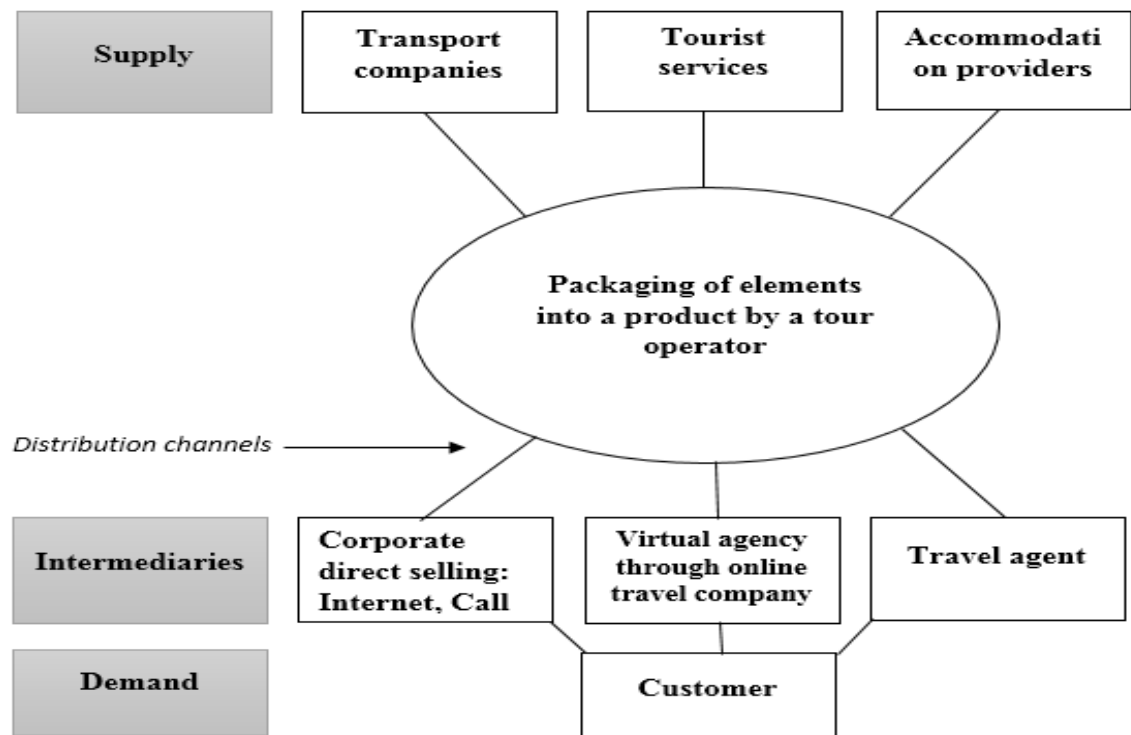 Supply
Transport
companies
Tourist
services
Accommodati
on providers
Packaging of elements
into a product by a tour
operator
Distribution channels
Intermediaries
Corporate
direct selling:
Internet, Call
Virtual agency
through online
travel company
Travel agent
Demand
Customer